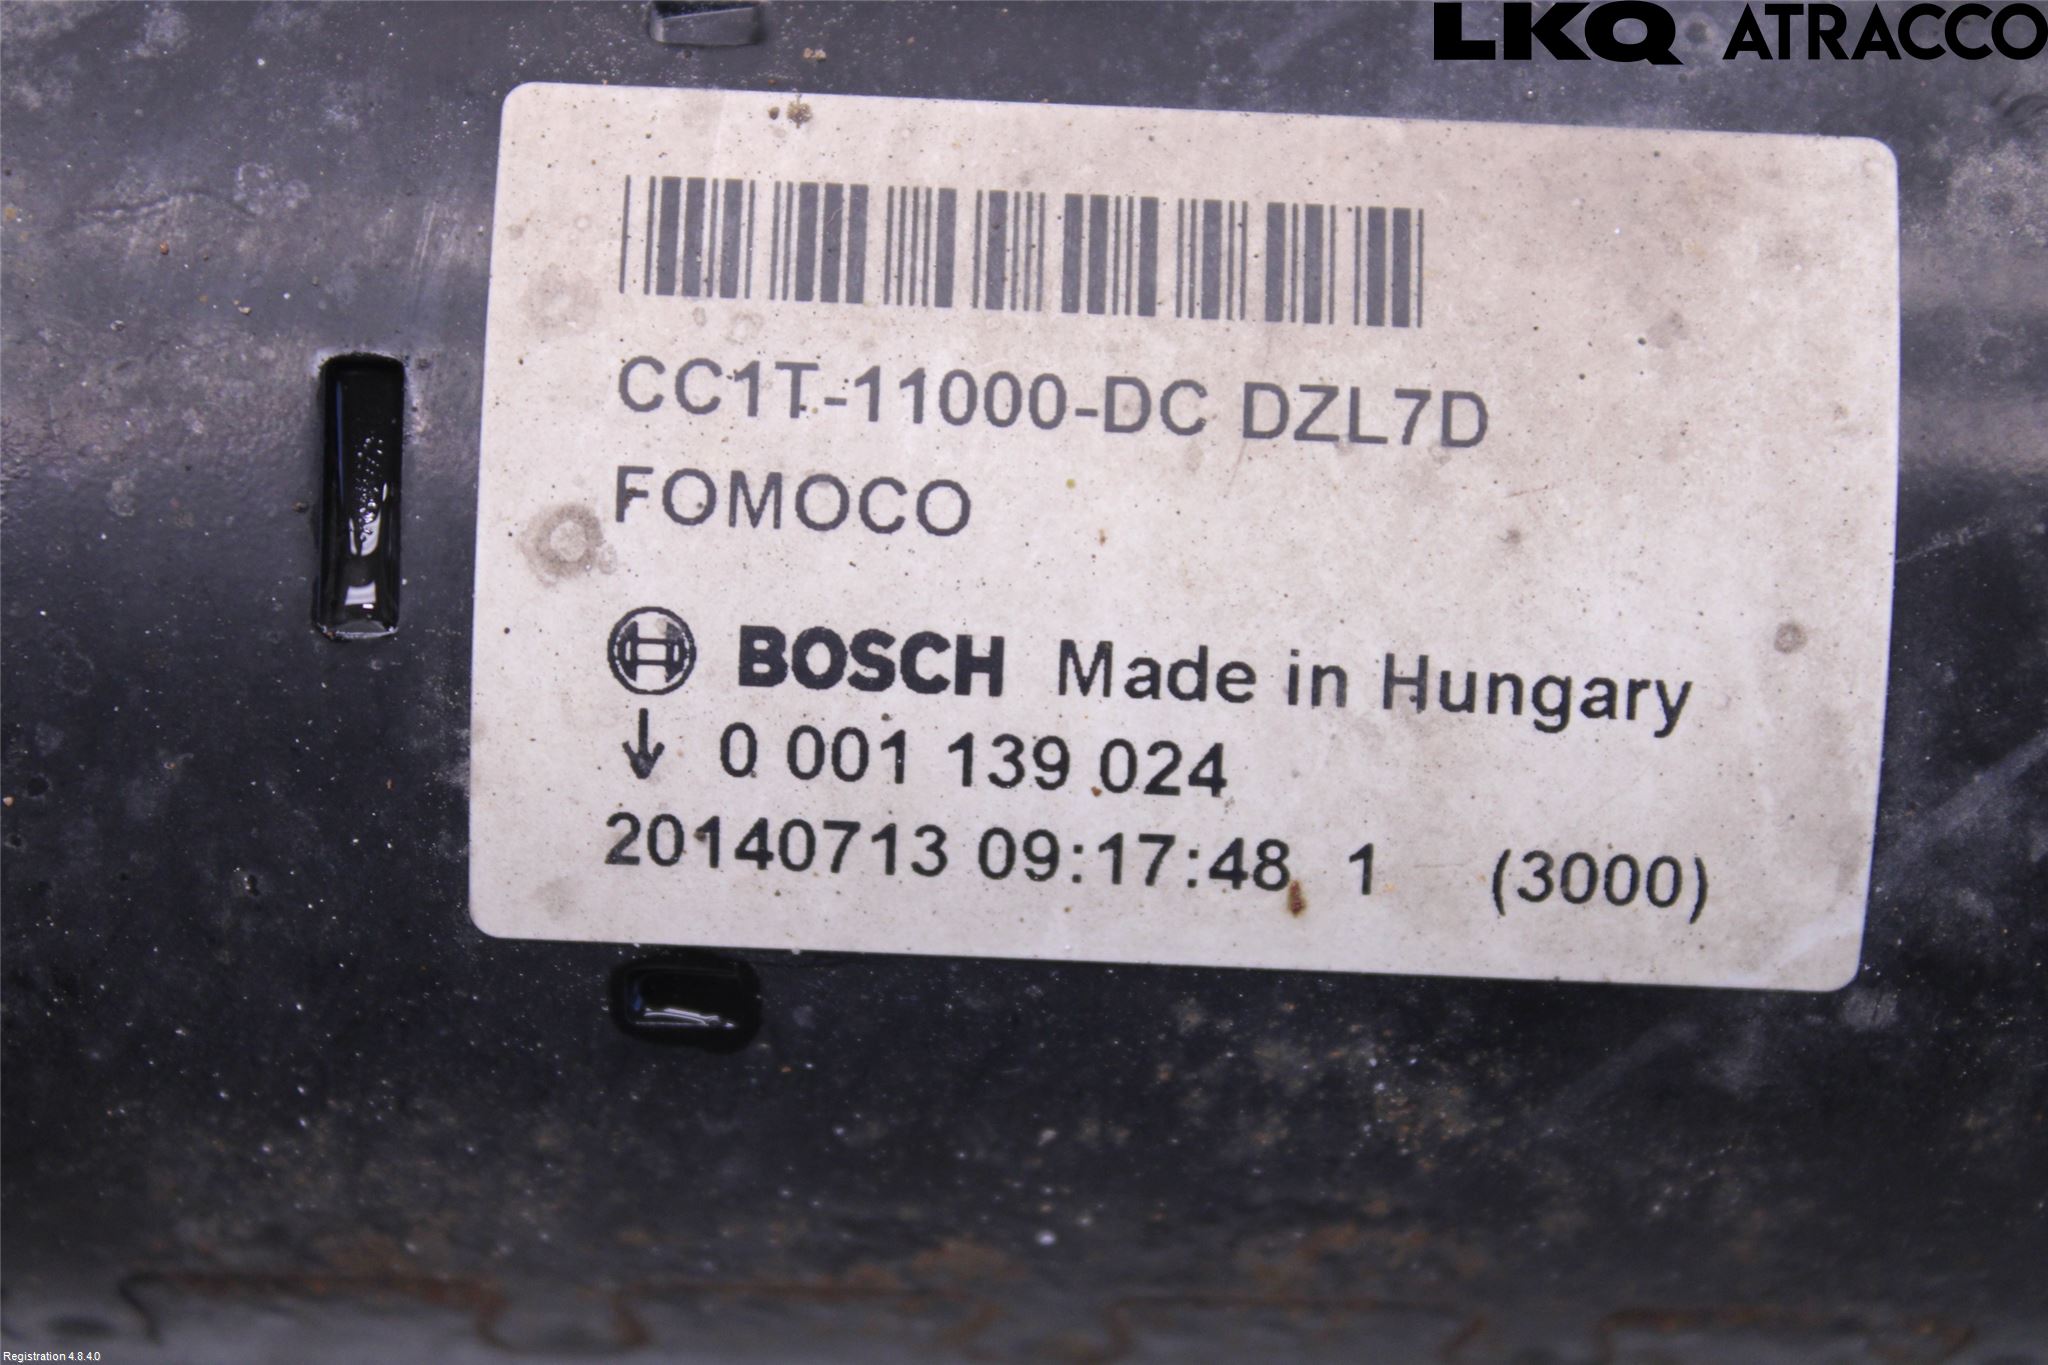 LKQ ATRACCO
CC1T-11000-DC DZL7D
FOMOCO
BOSCH Made in Hungary
↓ 0 001 139 024
20140713 09:17:48 1 (3000)
Registration 4.8.4.0